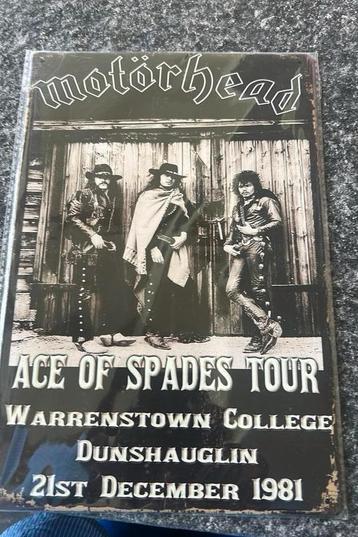 motörhead
ACE OF SPADES TOUR
WARRENSTOWN COLLEGE
DUNSHAUGLIN
21ST DECEMBER 1981